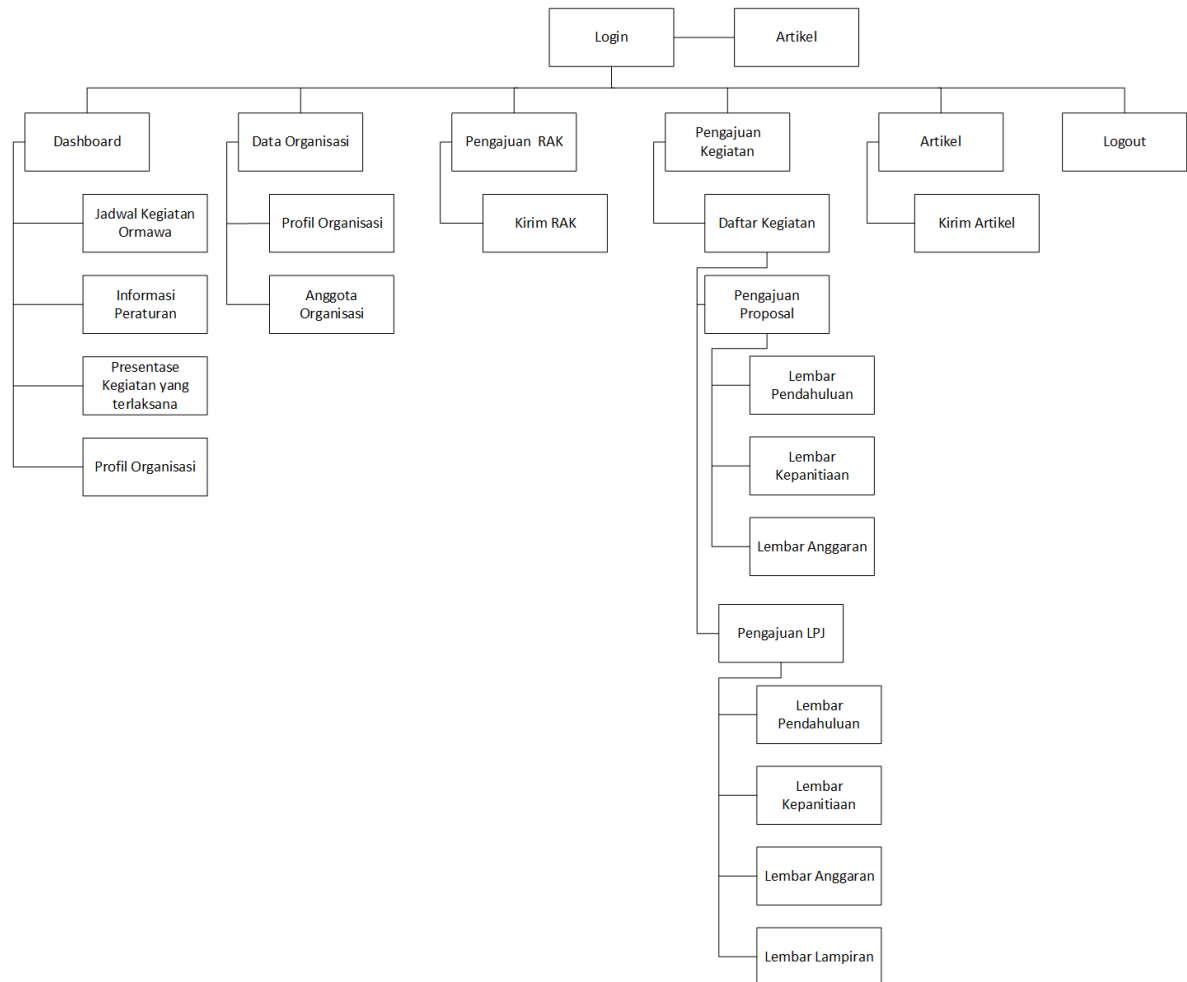 Login
Artikel
Dashboard
Data Organisasi
Pengajuan RAK
Pengajuan
Kegiatan
Artikel
Logout
Jadwal Kegiatan
Ormawa
Profil Organisasi
Kirim RAK
Daftar Kegiatan
Kirim Artikel
Informasi
Peraturan
Anggota
Organisasi
Pengajuan
Proposal
Presentase
Kegiatan yang
terlaksana
Lembar
Pendahuluan
Profil Organisasi
Lembar
Kepanitiaan
Lembar Anggaran
Pengajuan LPJ
Lembar
Pendahuluan
Lembar
Kepanitiaan
Lembar Anggaran
Lembar Lampiran